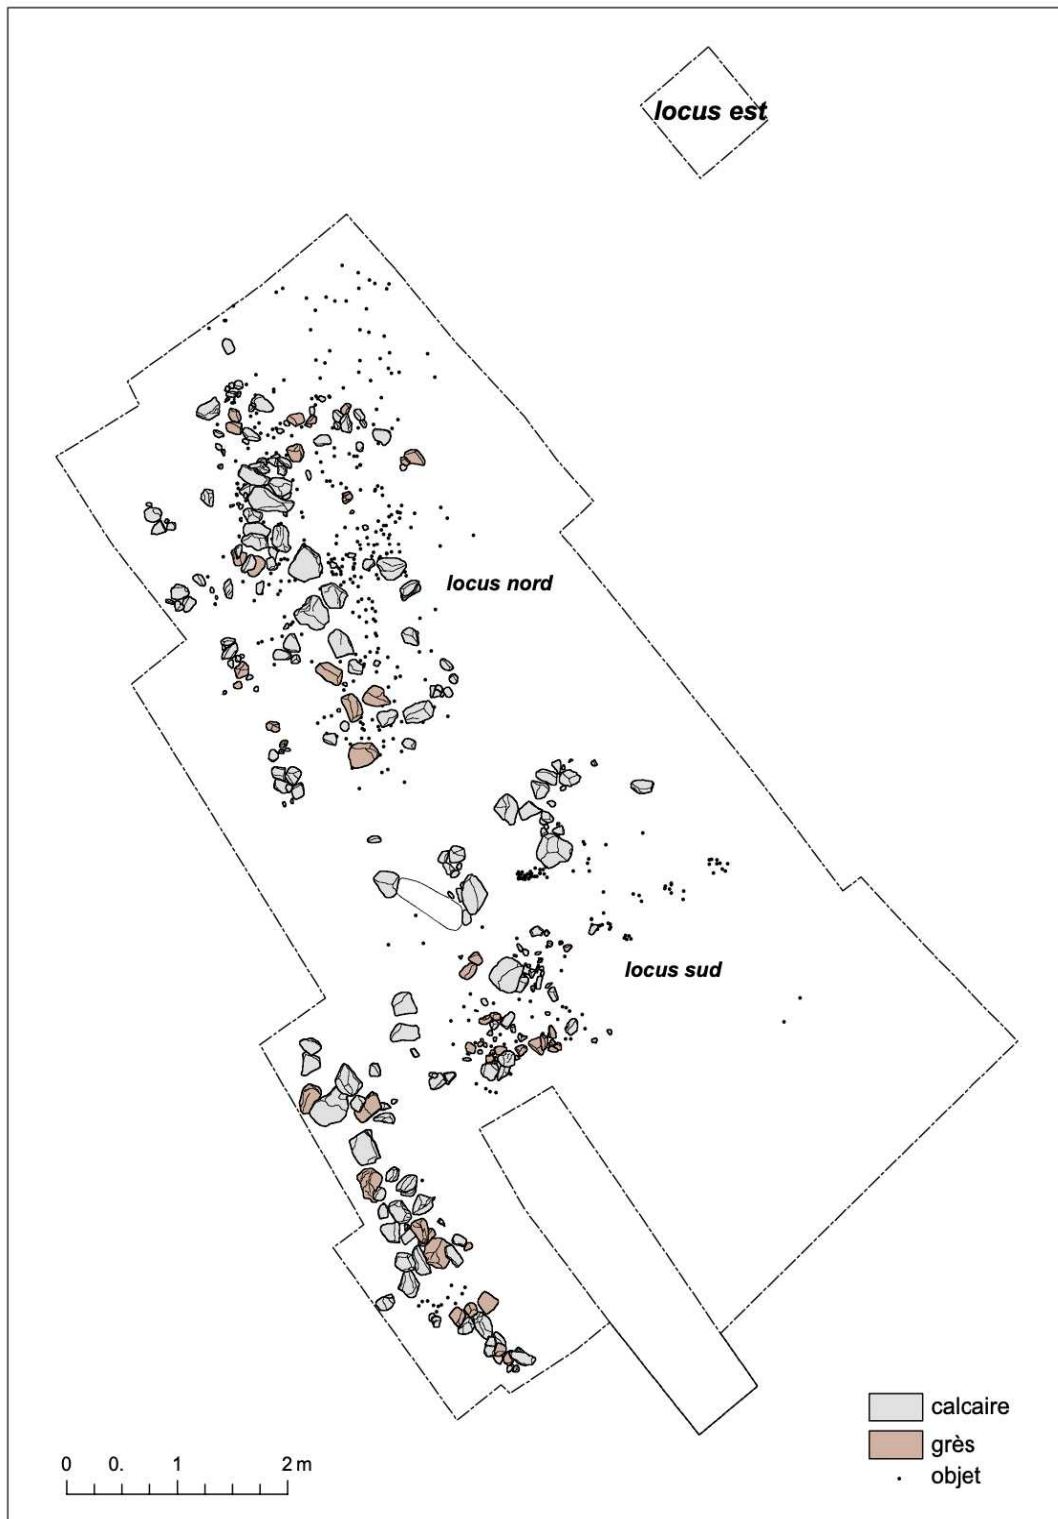 locus est
locus nord
locus sud
calcaire
grès
objet
0 0. 1 2 m